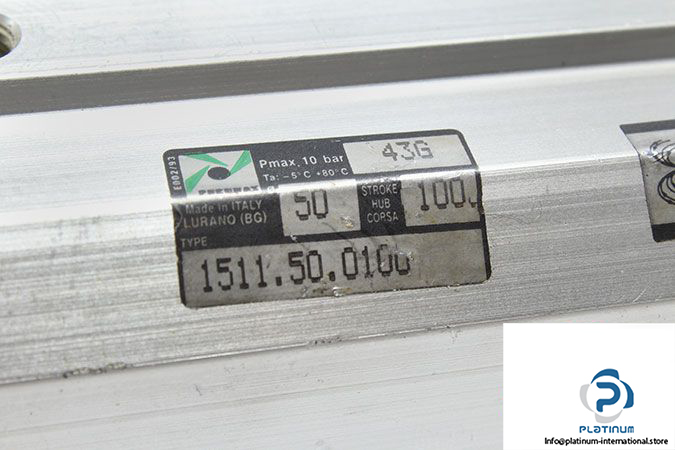 E002/93
Pmax. 10 bar
43G
Ta: -5°C +80°C
Made in ITALY
LURANO (BG)
50
STROKE
HUB
CORSA
100
TYPE
1511.50.0100
PLATINUM
INTERNATIONAL
Info@platinum-international.store